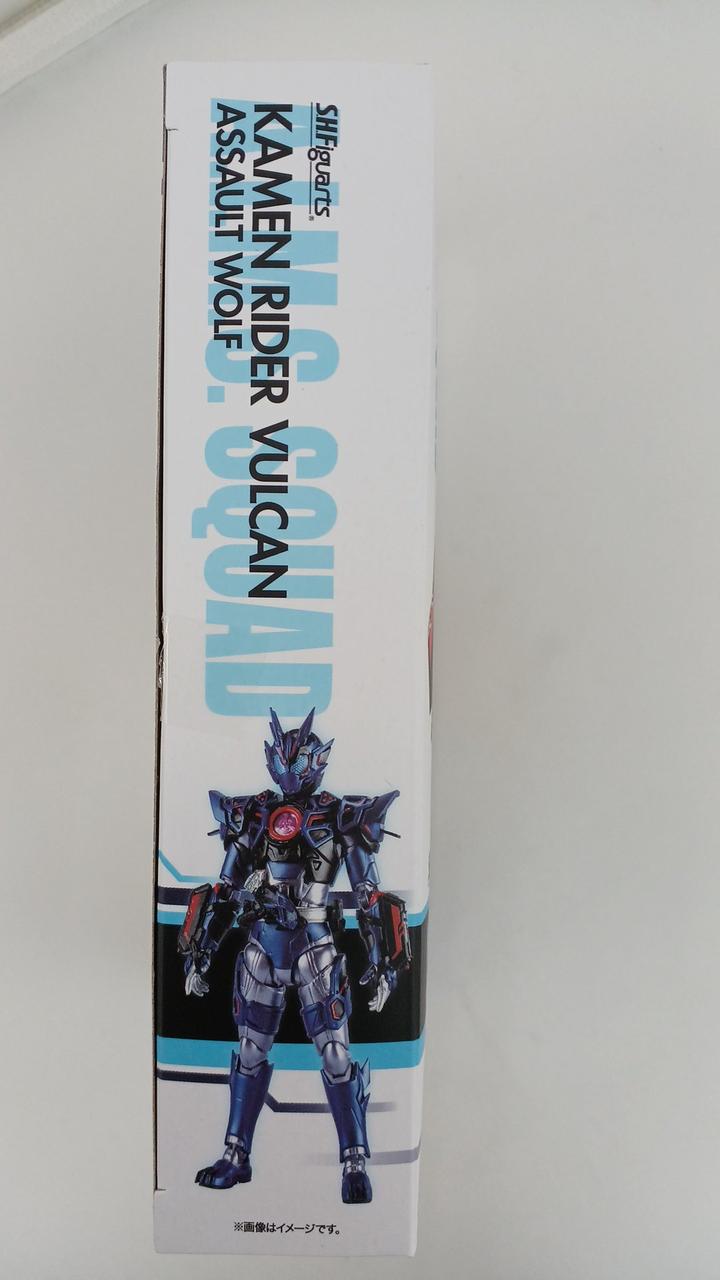 S.H.Figuarts®
KAMEN RIDER VULCAN
ASSAULT WOLF
A.I.M.S. SQUAD
※画像はイメージです。